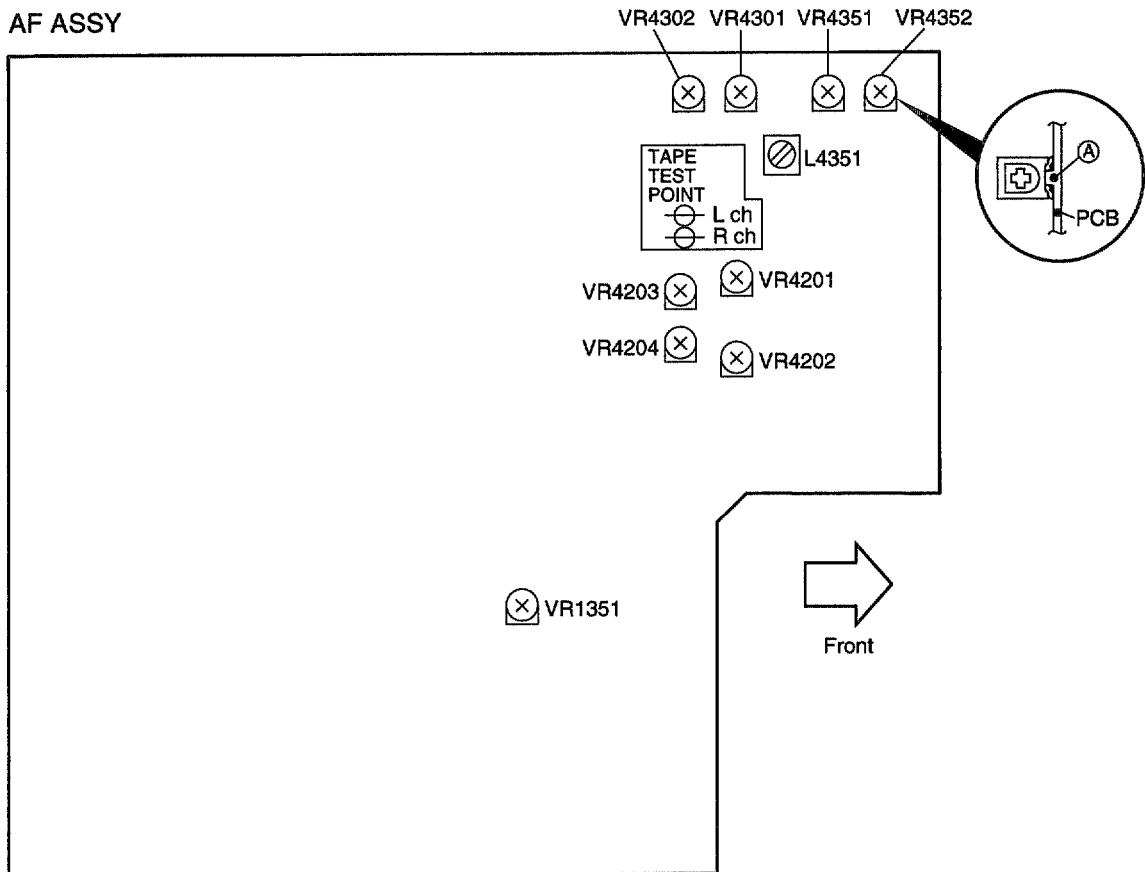 AF ASSY
VR4302 VR4301 VR4351 VR4352
L4351
A
PCB
TAPE
TEST
POINT
L ch
R ch
VR4203
VR4201
VR4204
VR4202
VR1351
Front